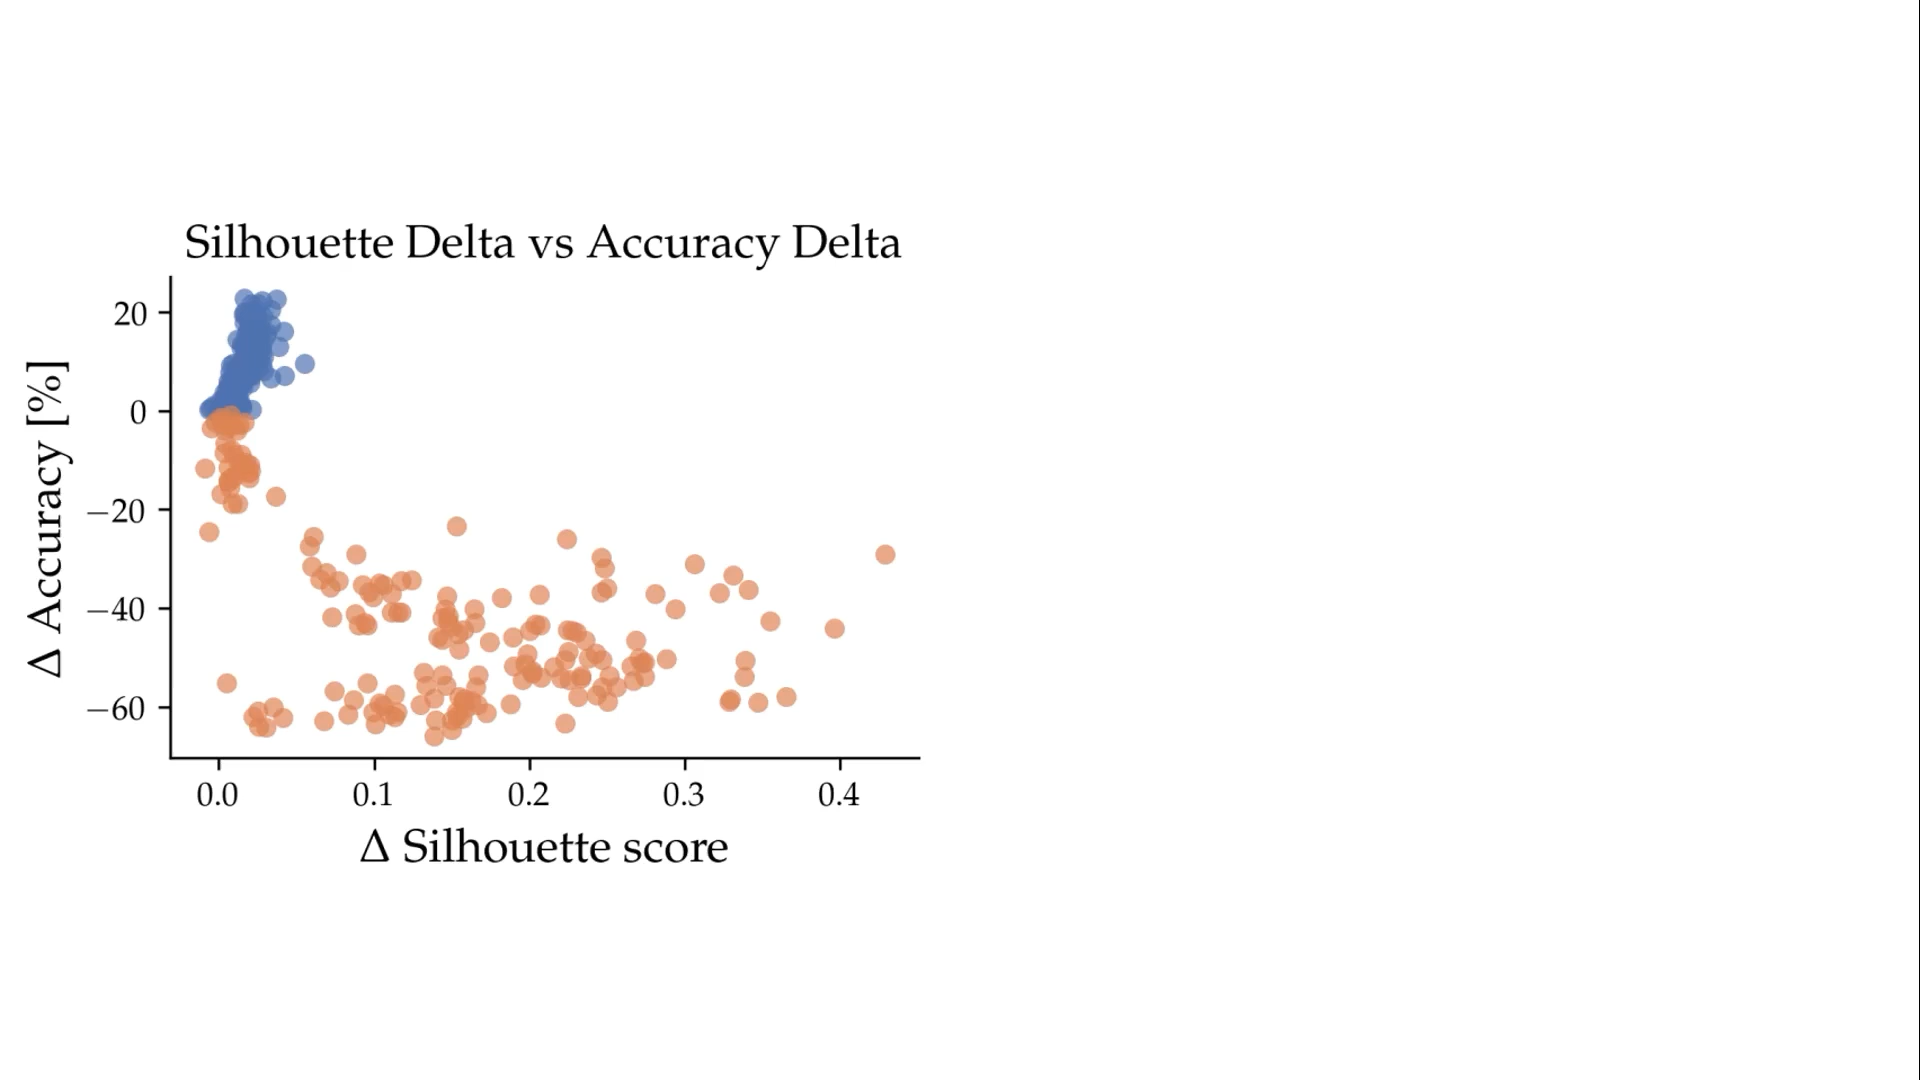 Silhouette Delta vs Accuracy Delta
20
0
−20
−40
−60
Δ Accuracy [%]
0.0 0.1 0.2 0.3 0.4
Δ Silhouette score